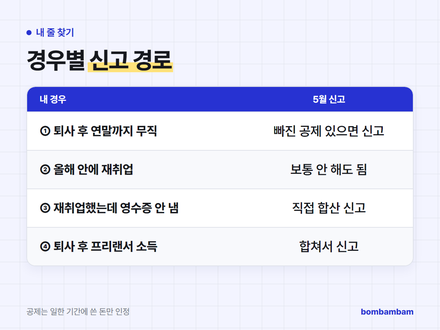 내 줄 찾기
경우별 신고 경로
내 경우 5월 신고
① 퇴사 후 연말까지 무직 빠진 공제 있으면 신고
② 올해 안에 재취업 보통 안 해도 됨
③ 재취업했는데 영수증 안 냄 직접 합산 신고
④ 퇴사 후 프리랜서 소득 합쳐서 신고
공제는 일한 기간에 쓴 돈만 인정 bombambam